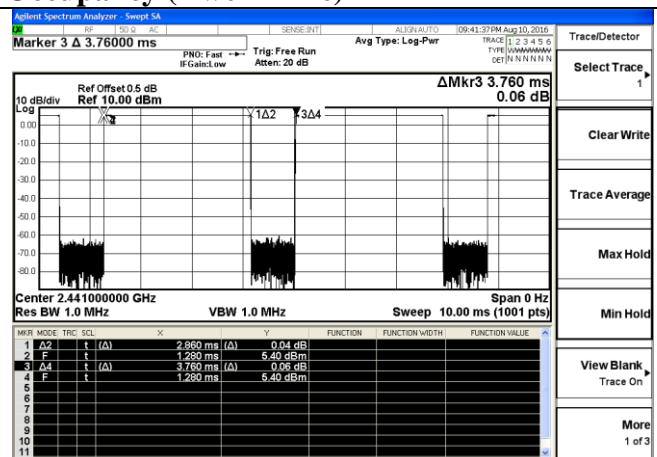 Agilent Spectrum Analyzer - Swept SA
RF 50 Ω AC SENSE:INT ALIGN AUTO 09:41:37PM Aug 10, 2016
Marker 3 Δ 3.76000 ms
PNO: Fast
IFGain:Low
Trig: Free Run
Atten: 20 dB
Avg Type: Log-Pwr
TRACE 1 2 3 4 5 6
TYPE
DET N N N N N N
Trace/Detector
Select Trace
1
Clear Write
Trace Average
Max Hold
Min Hold
View Blank
Trace On
More
1 of 3
ΔMkr3 3.760 ms
0.06 dB
Ref Offset 0.5 dB
10 dB/div Ref 10.00 dBm
Log
1Δ2 3Δ4
0.00
-10.0
-20.0
-30.0
-40.0
-50.0
-60.0
-70.0
-80.0
Center 2.441000000 GHz Span 0 Hz
Res BW 1.0 MHz VBW 1.0 MHz Sweep 10.00 ms (1001 pts)
MKR MODE TRC SCL X Y FUNCTION FUNCTION WIDTH FUNCTION VALUE
1 Δ2 t (Δ) 2.860 ms (Δ) 0.04 dB
2 F t 1.280 ms 5.40 dBm
3 Δ4 t (Δ) 3.760 ms (Δ) 0.06 dB
4 F t 1.280 ms 5.40 dBm
5
6
7
8
9
10
11